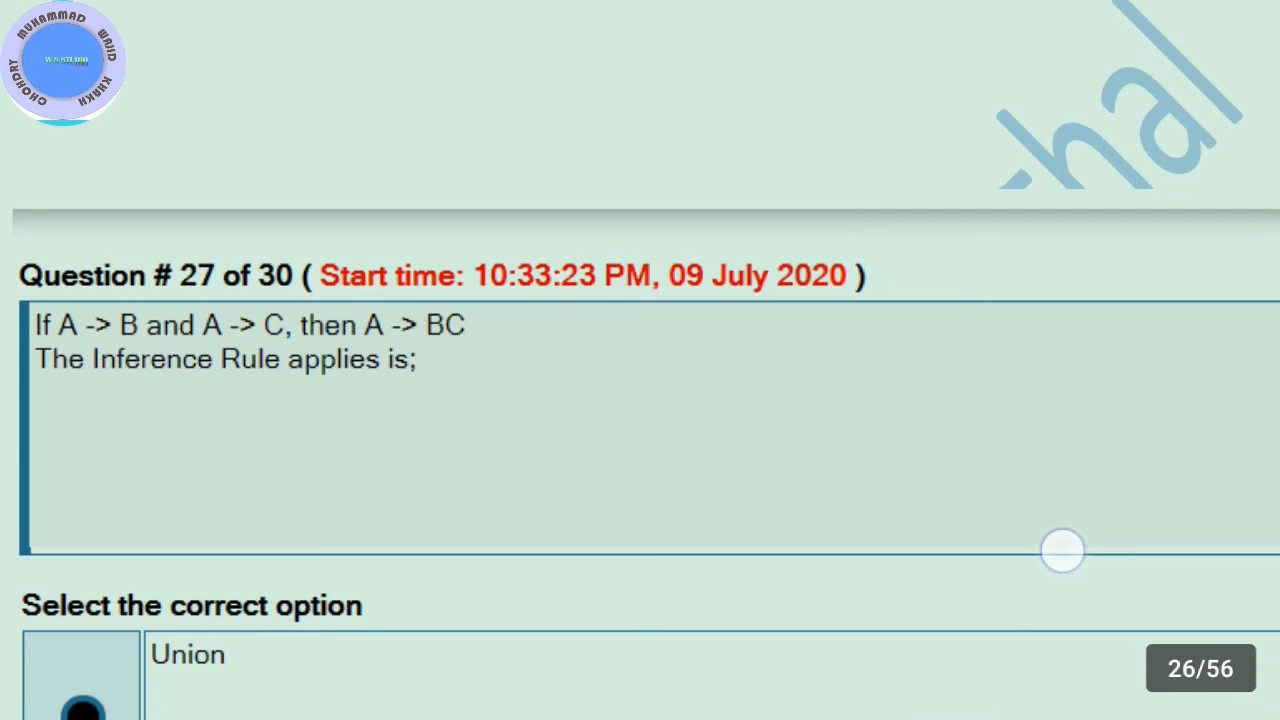 MUHAMMAD WAJID KHAKH CHOHDRY
W S STUDIO
hal
Question # 27 of 30 ( Start time: 10:33:23 PM, 09 July 2020 )
If A -> B and A -> C, then A -> BC
The Inference Rule applies is;
Select the correct option
Union
26/56